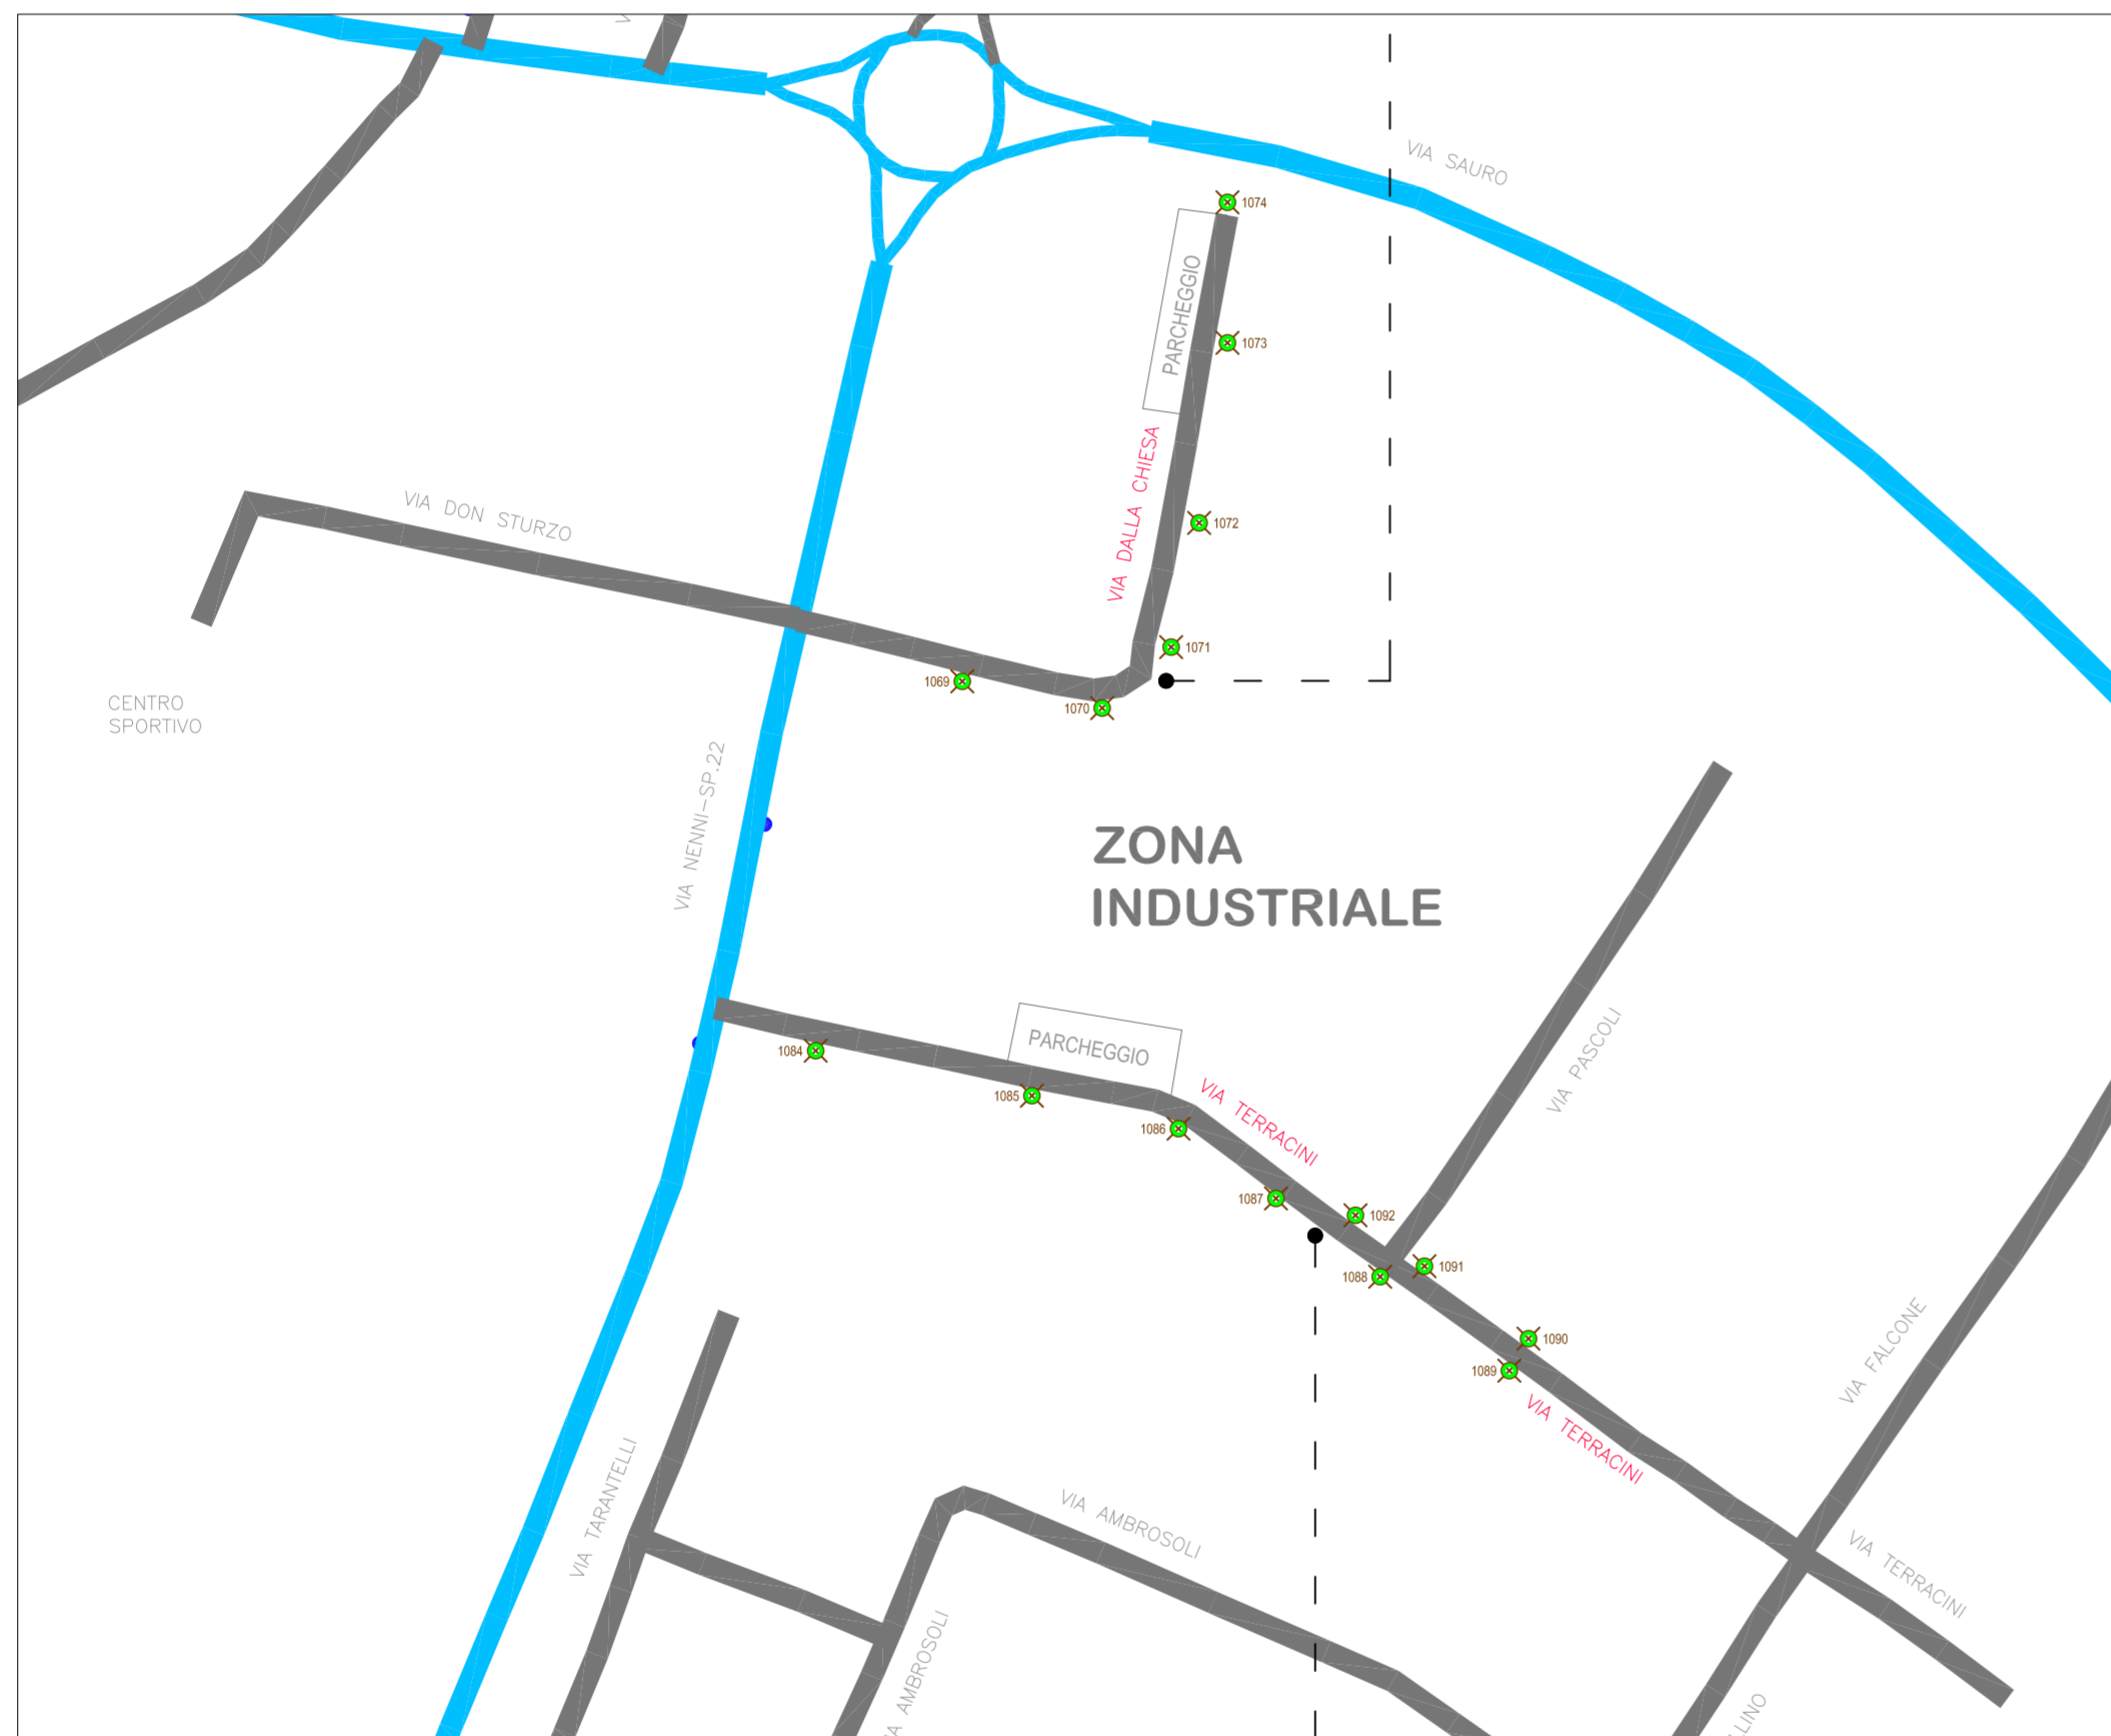 VIA SAURO
1074
PARCHEGGIO
1073
VIA DALLA CHIESA
VIA DON STURZO
1072
1071
1069
1070
CENTRO
SPORTIVO
VIA NENNI-SP.22
ZONA
INDUSTRIALE
PARCHEGGIO
1084
1085
1086
VIA TERRACINI
VIA PASCOLI
1087
1092
1088
1091
1090
1089
VIA TERRACINI
VIA FALCONE
VIA TARANTELLI
VIA AMBROSOLI
VIA TERRACINI
AMBROSOLI